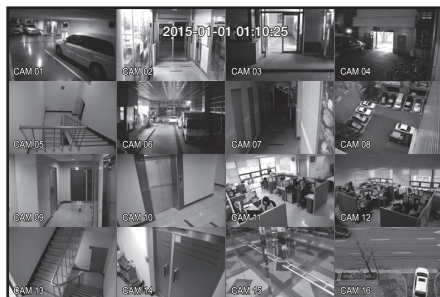 2015-01-01 01:10:25
CAM 01 CAM 02 CAM 03 CAM 04
CAM 05 CAM 06 CAM 07 CAM 08
CAM 09 CAM 10 CAM 11 CAM 12
CAM 13 CAM 14 CAM 15 CAM 16